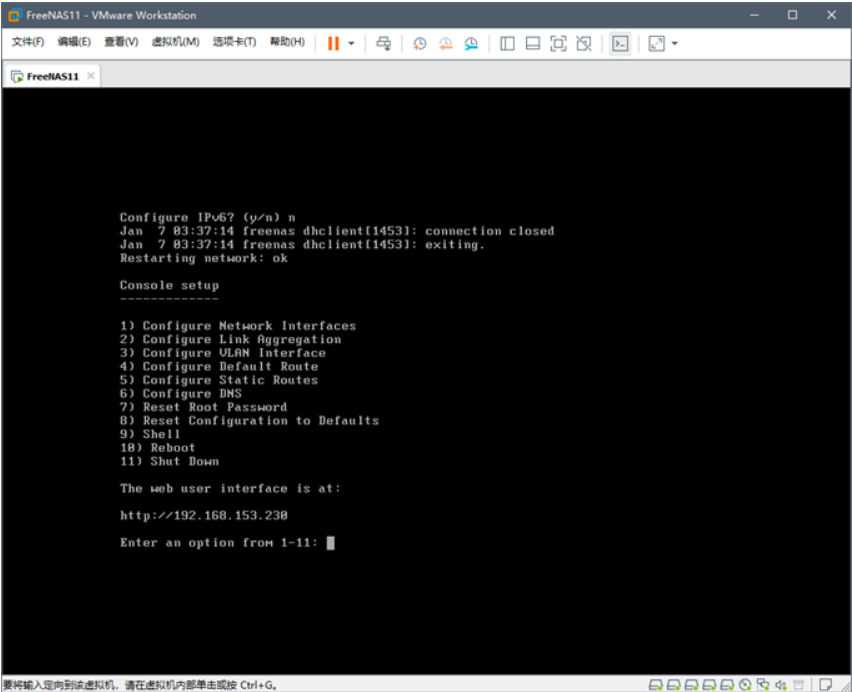 FreeNAS11 - VMware Workstation
文件(F) 编辑(E) 查看(V) 虚拟机(M) 选项卡(T) 帮助(H)
FreeNAS11
Configure IPv6? (y/n) n
Jan  7 03:37:14 freenas dhclient[1453]: connection closed
Jan  7 03:37:14 freenas dhclient[1453]: exiting.
Restarting network: ok
Console setup
-------------
1) Configure Network Interfaces
2) Configure Link Aggregation
3) Configure VLAN Interface
4) Configure Default Route
5) Configure Static Routes
6) Configure DNS
7) Reset Root Password
8) Reset Configuration to Defaults
9) Shell
10) Reboot
11) Shut Down
The web user interface is at:
http://192.168.153.230
Enter an option from 1-11:
要将输入定向到该虚拟机，请在虚拟机内部单击或按 Ctrl+G。